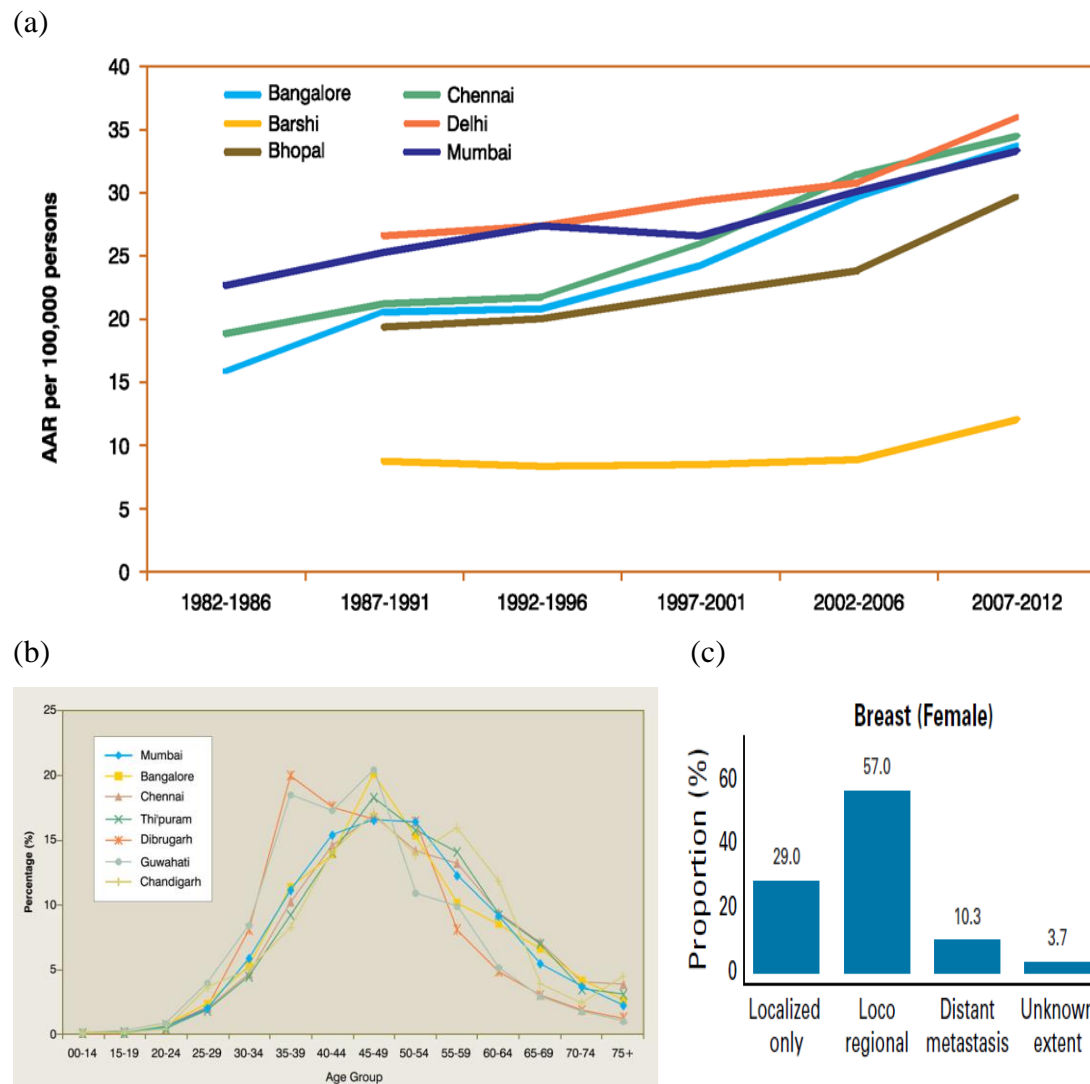 (a)
40
35
30
25
20
15
10
5
0
AAR per 100,000 persons
Bangalore
Chennai
Barshi
Delhi
Bhopal
Mumbai
1982-1986 1987-1991 1992-1996 1997-2001 2002-2006 2007-2012
(b)
25
20
15
10
5
0
Percentage (%)
Mumbai
Bangalore
Chennai
Thi'puram
Dibrugarh
Guwahati
Chandigarh
00-14 15-19 20-24 25-29 30-34 35-39 40-44 45-49 50-54 55-59 60-64 65-69 70-74 75+
Age Group
(c)
Breast (Female)
Proportion (%)
60
40
20
0
29.0
57.0
10.3
3.7
Localized only
Loco regional
Distant metastasis
Unknown extent